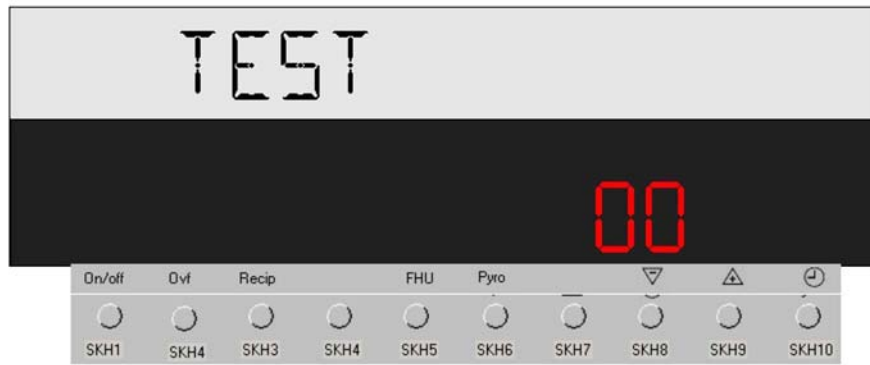 TEST
00
On/off Ovf Recip FHU Pyro
SKH1 SKH4 SKH3 SKH4 SKH5 SKH6 SKH7 SKH8 SKH9 SKH10